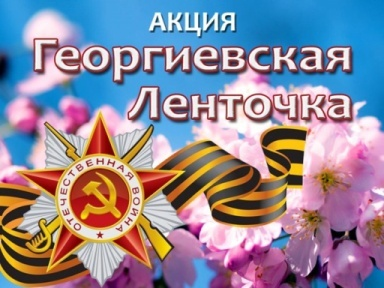 АКЦИЯ
Георгиевская
Ленточка
ОТЕЧЕСТВЕННАЯ ВОЙНА